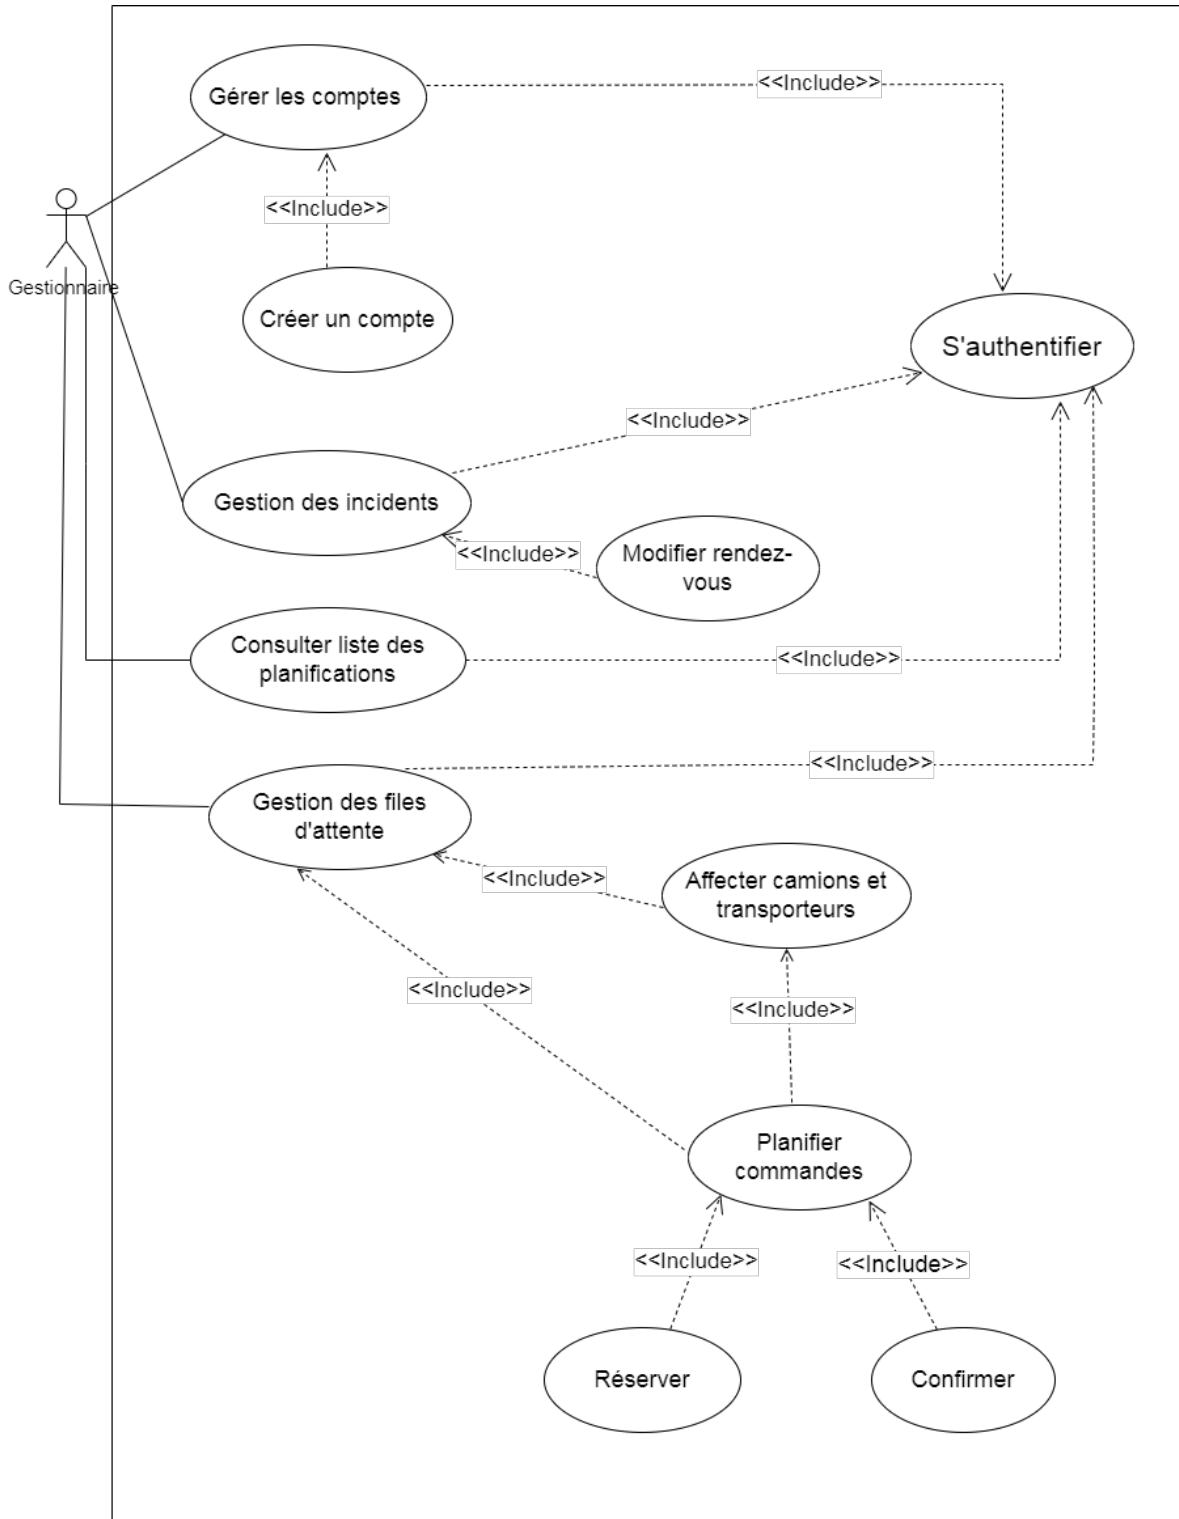 Gérer les comptes
<<Include>>
<<Include>>
Gestionnaire
Créer un compte
S'authentifier
<<Include>>
Gestion des incidents
<<Include>>
Modifier rendez-
vous
Consulter liste des
planifications
<<Include>>
<<Include>>
Gestion des files
d'attente
<<Include>>
Affecter camions et
transporteurs
<<Include>>
<<Include>>
Planifier
commandes
<<Include>>
<<Include>>
Réserver
Confirmer